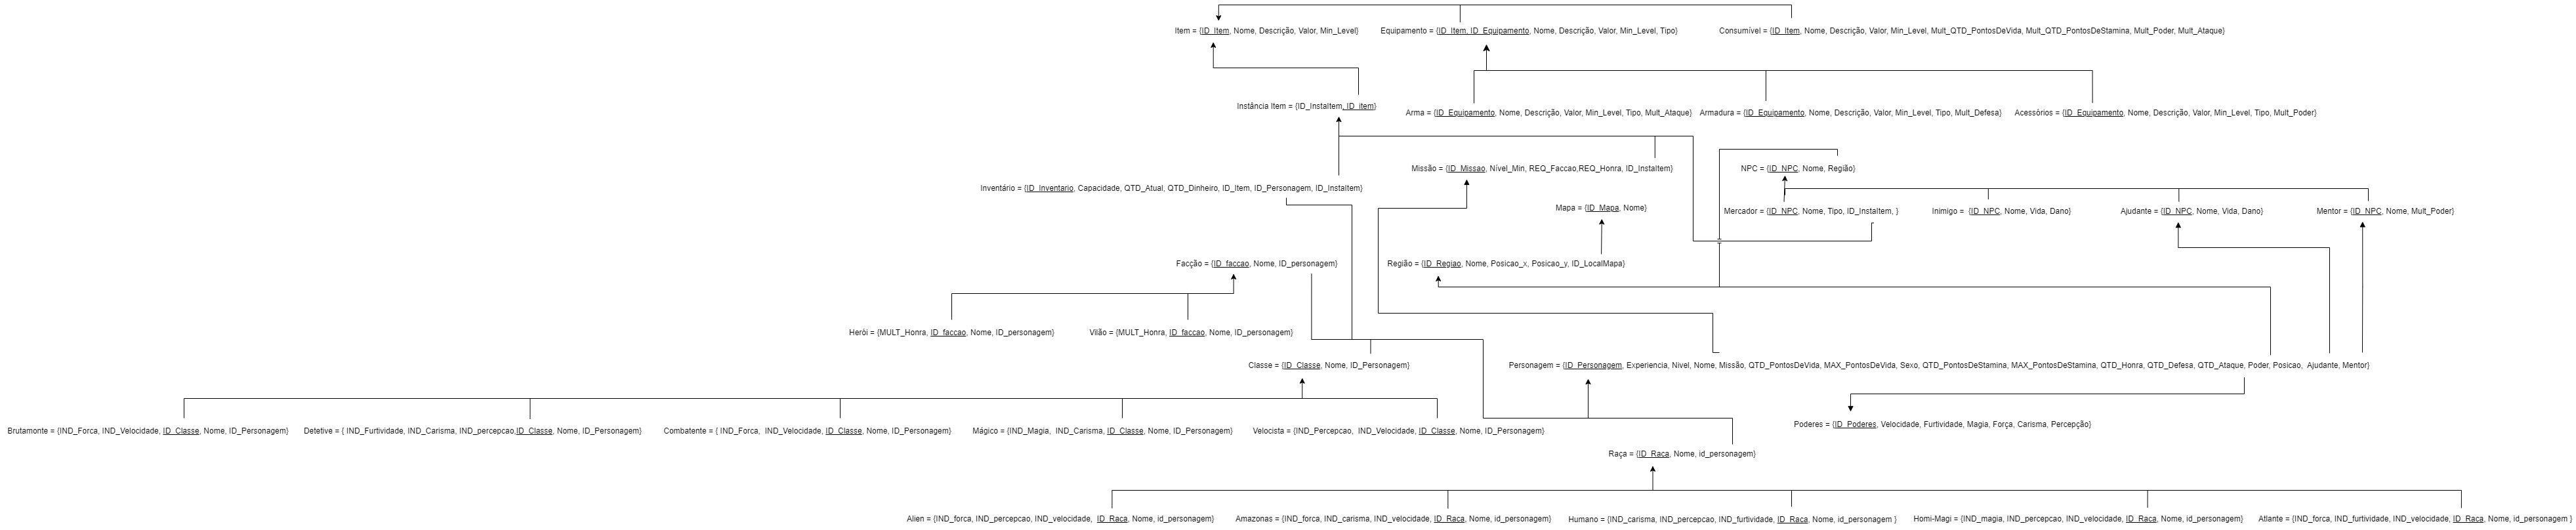 Item = {ID_Item, Nome, Descrição, Valor, Min_Level}
Equipamento = {ID_Item, ID_Equipamento, Nome, Descrição, Valor, Min_Level, Tipo}
Consumível = {ID_Item, Nome, Descrição, Valor, Min_Level, Mult_QTD_PontosDeVida, Mult_QTD_PontosDeStamina, Mult_Poder, Mult_Ataque}
Instância Item = {ID_InstaItem, ID_item}
Arma = {ID_Equipamento, Nome, Descrição, Valor, Min_Level, Tipo, Mult_Ataque}
Armadura = {ID_Equipamento, Nome, Descrição, Valor, Min_Level, Tipo, Mult_Defesa}
Acessórios = {ID_Equipamento, Nome, Descrição, Valor, Min_Level, Tipo, Mult_Poder}
Missão = {ID_Missao, Nível_Min, REQ_Faccao,REQ_Honra, ID_InstaItem}
NPC = {ID_NPC, Nome, Região}
Inventário = {ID_Inventario, Capacidade, QTD_Atual, QTD_Dinheiro, ID_Item, ID_Personagem, ID_InstaItem}
Mapa = {ID_Mapa, Nome}
Mercador = {ID_NPC, Nome, Tipo, ID_InstaItem, }
Inimigo = {ID_NPC, Nome, Vida, Dano}
Ajudante = {ID_NPC, Nome, Vida, Dano}
Mentor = {ID_NPC, Nome, Mult_Poder}
Facção = {ID_faccao, Nome, ID_personagem}
Região = {ID_Regiao, Nome, Posicao_x, Posicao_y, ID_LocalMapa}
Herói = {MULT_Honra, ID_faccao, Nome, ID_personagem}
Vilão = {MULT_Honra, ID_faccao, Nome, ID_personagem}
Classe = {ID_Classe, Nome, ID_Personagem}
Personagem = {ID_Personagem, Experiencia, Nivel, Nome, Missão, QTD_PontosDeVida, MAX_PontosDeVida, Sexo, QTD_PontosDeStamina, MAX_PontosDeStamina, QTD_Honra, QTD_Defesa, QTD_Ataque, Poder, Posicao, Ajudante, Mentor}
Poderes = {ID_Poderes, Velocidade, Furtividade, Magia, Força, Carisma, Percepção}
Brutamonte = {IND_Forca, IND_Velocidade, ID_Classe, Nome, ID_Personagem}
Detetive = { IND_Furtividade, IND_Carisma, IND_percepcao,ID_Classe, Nome, ID_Personagem}
Combatente = { IND_Forca, IND_Velocidade, ID_Classe, Nome, ID_Personagem}
Mágico = {IND_Magia, IND_Carisma, ID_Classe, Nome, ID_Personagem}
Velocista = {IND_Percepcao, IND_Velocidade, ID_Classe, Nome, ID_Personagem}
Raça = {ID_Raca, Nome, id_personagem}
Alien = {IND_forca, IND_percepcao, IND_velocidade, ID_Raca, Nome, id_personagem}
Amazonas = {IND_forca, IND_carisma, IND_velocidade, ID_Raca, Nome, id_personagem}
Humano = {IND_carisma, IND_percepcao, IND_furtividade, ID_Raca, Nome, id_personagem }
Homi-Magi = {IND_magia, IND_percepcao, IND_velocidade, ID_Raca, Nome, id_personagem}
Atlante = {IND_forca, IND_furtividade, IND_velocidade, ID_Raca, Nome, id_personagem }